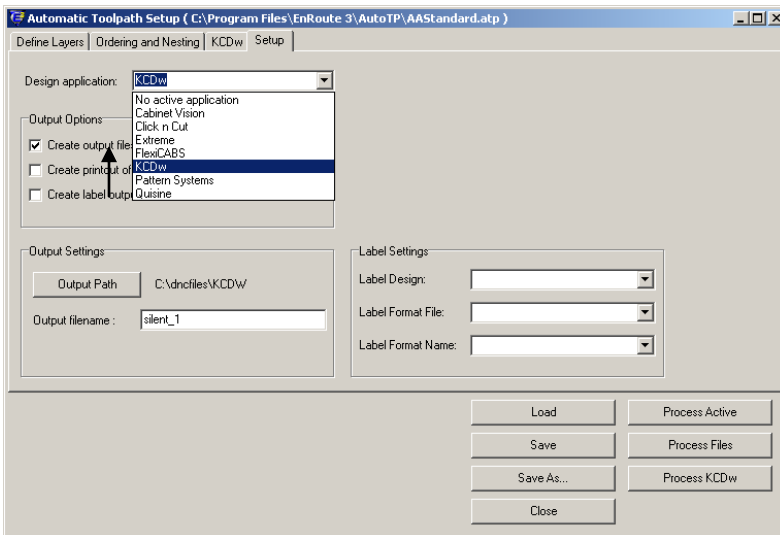 Automatic Toolpath Setup ( C:\Program Files\EnRoute 3\AutoTP\AAStandard.atp )
Define Layers Ordering and Nesting KCDw Setup
Design application: KCDw
No active application
Cabinet Vision
Click n Cut
Extreme
FlexiCABS
KCDw
Pattern Systems
Quisine
Output Options
Create output file
Create printout of
Create label outp
Output Settings
Output Path C:\dncfiles\KCDW
Output filename : silent_1
Label Settings
Label Design:
Label Format File:
Label Format Name:
Load Process Active
Save Process Files
Save As... Process KCDw
Close